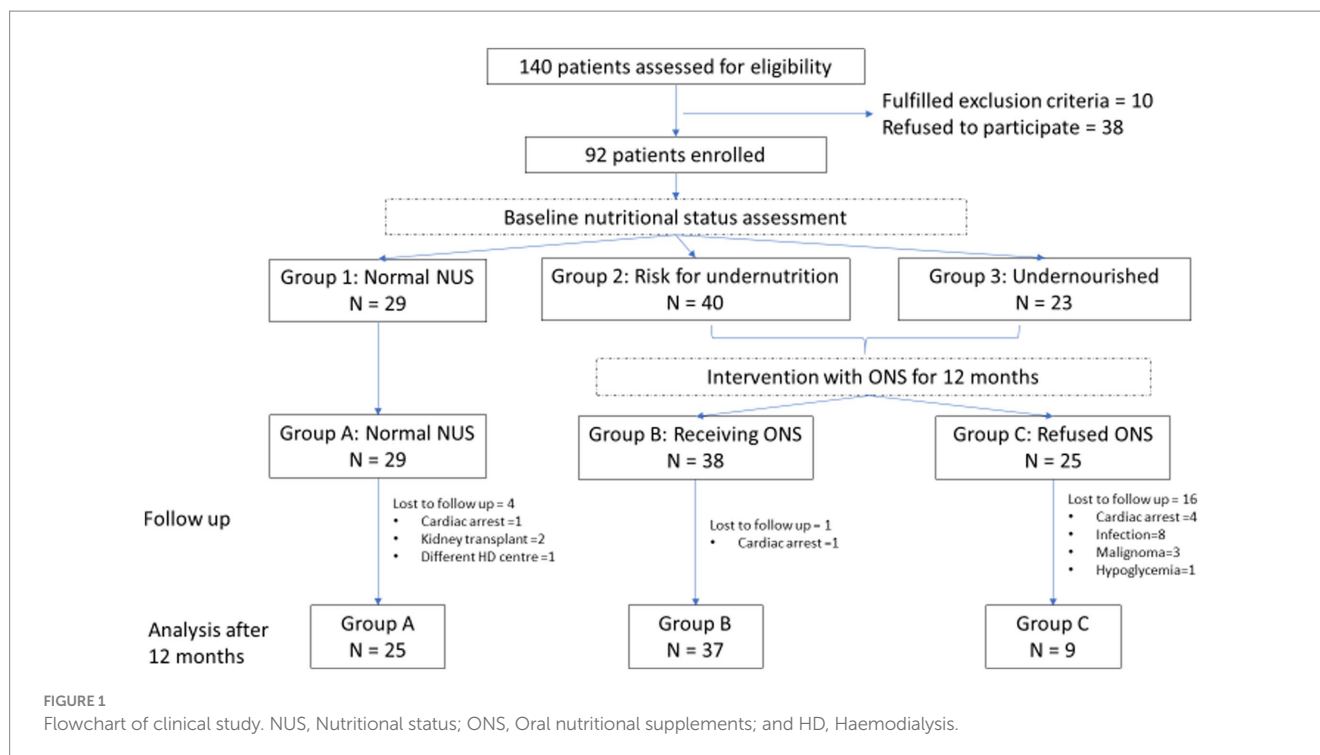 140 patients assessed for eligibility
Fulfilled exclusion criteria = 10
Refused to participate = 38
92 patients enrolled
Baseline nutritional status assessment
Group 1: Normal NUS
N = 29
Group 2: Risk for undernutrition
N = 40
Group 3: Undernourished
N = 23
Intervention with ONS for 12 months
Group A: Normal NUS
N = 29
Group B: Receiving ONS
N = 38
Group C: Refused ONS
N = 25
Follow up
Lost to follow up = 4
• Cardiac arrest =1
• Kidney transplant =2
• Different HD centre =1
Lost to follow up = 1
• Cardiac arrest =1
Lost to follow up = 16
• Cardiac arrest =4
• Infection=8
• Malignoma=3
• Hypoglycemia=1
Analysis after
12 months
Group A
N = 25
Group B
N = 37
Group C
N = 9
FIGURE 1
Flowchart of clinical study. NUS, Nutritional status; ONS, Oral nutritional supplements; and HD, Haemodialysis.